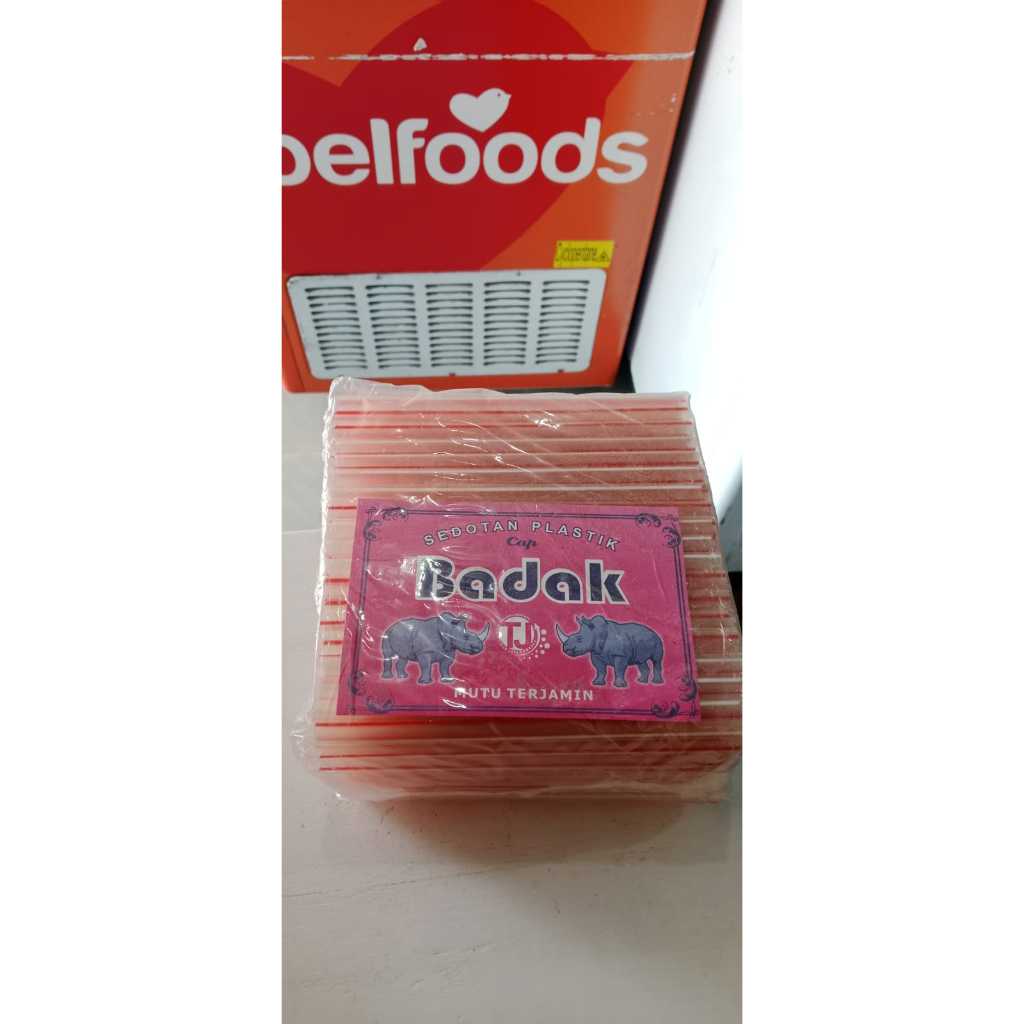 belfoods
SEDOTAN PLASTIK
Cap
Badak
TJ
MUTU TERJAMIN